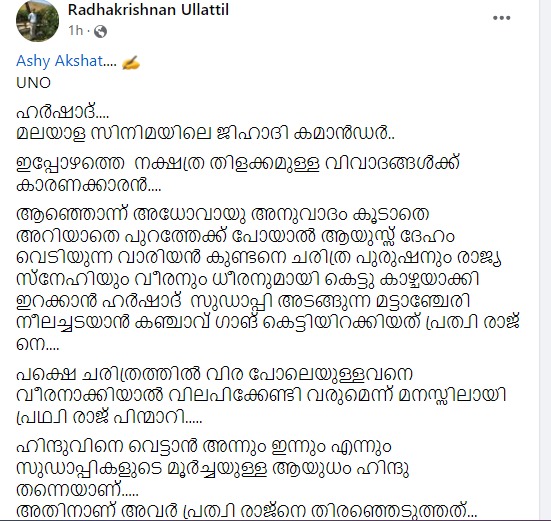 Radhakrishnan Ullattil
1h ·
Ashy Akshat.... ✍️
UNO
ഹർഷാദ്....
മലയാള സിനിമയിലെ ജിഹാദി കമാൻഡർ..
ഇപ്പോഴത്തെ നക്ഷത്ര തിളക്കമുള്ള വിവാദങ്ങൾക്ക്
കാരണക്കാരൻ....
ആഞ്ഞൊന്ന് അധോവായു അനുവാദം കൂടാതെ
അറിയാതെ പുറത്തേക്ക് പോയാൽ ആയുസ്സ് ദേഹം
വെടിയുന്ന വാരിയൻ കുണ്ടനെ ചരിത്ര പുരുഷനും രാജ്യ
സ്നേഹിയും വീരനും ധീരനുമായി കെട്ടു കാഴ്ചയാക്കി
ഇറക്കാൻ ഹർഷാദ് സുഡാപ്പി അടങ്ങുന്ന മട്ടാഞ്ചേരി
നീലച്ചടയാൻ കഞ്ചാവ് ഗാങ് കെട്ടിയിറക്കിയത് പ്രത്വി രാജ്
നെ....
പക്ഷെ ചരിത്രത്തിൽ വിര പോലെയുള്ളവനെ
വീരനാക്കിയാൽ വിലപിക്കേണ്ടി വരുമെന്ന് മനസ്സിലായി
പ്രഥ്വി രാജ് പിന്മാറി.....
ഹിന്ദുവിനെ വെട്ടാൻ അന്നും ഇന്നും എന്നും
സുഡാപ്പികളുടെ മൂർച്ചയുള്ള ആയുധം ഹിന്ദു
തന്നെയാണ്.....
അതിനാണ് അവർ പ്രത്വി രാജ്നെ തിരഞ്ഞെടുത്തത്...